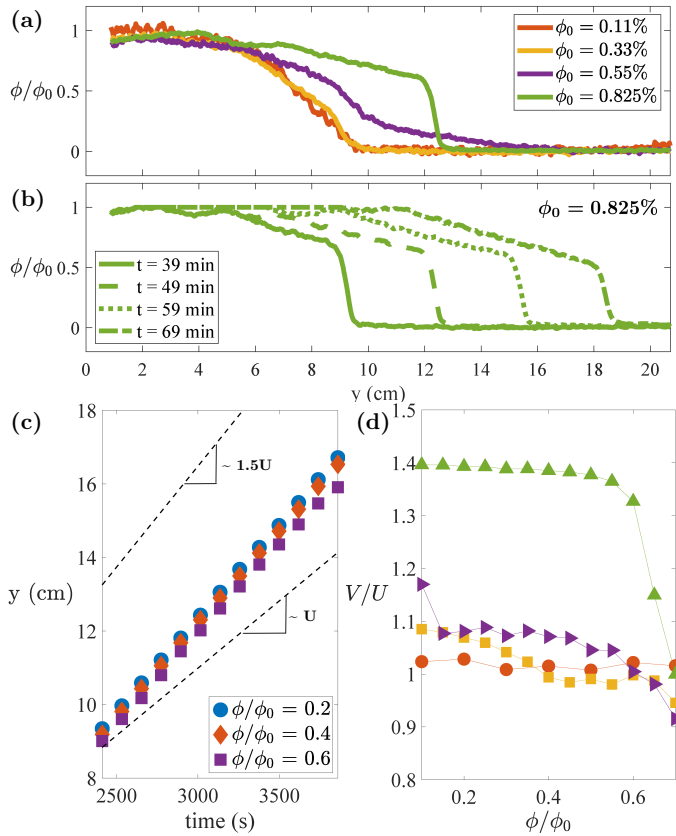 (a)
1
ϕ/ϕ₀ 0.5
0
ϕ₀ = 0.11%
ϕ₀ = 0.33%
ϕ₀ = 0.55%
ϕ₀ = 0.825%
(b)
ϕ₀ = 0.825%
1
ϕ/ϕ₀ 0.5
0
t = 39 min
t = 49 min
t = 59 min
t = 69 min
0 2 4 6 8 10 12 14 16 18 20
y (cm)
(c)
18
16
14
y (cm)
12
10
8
~ 1.5U
~ U
ϕ/ϕ₀ = 0.2
ϕ/ϕ₀ = 0.4
ϕ/ϕ₀ = 0.6
2500 3000 3500
time (s)
(d)
1.5
1.4
1.3
1.2
V/U
1.1
1
0.9
0.8
0.2 0.4 0.6
ϕ/ϕ₀